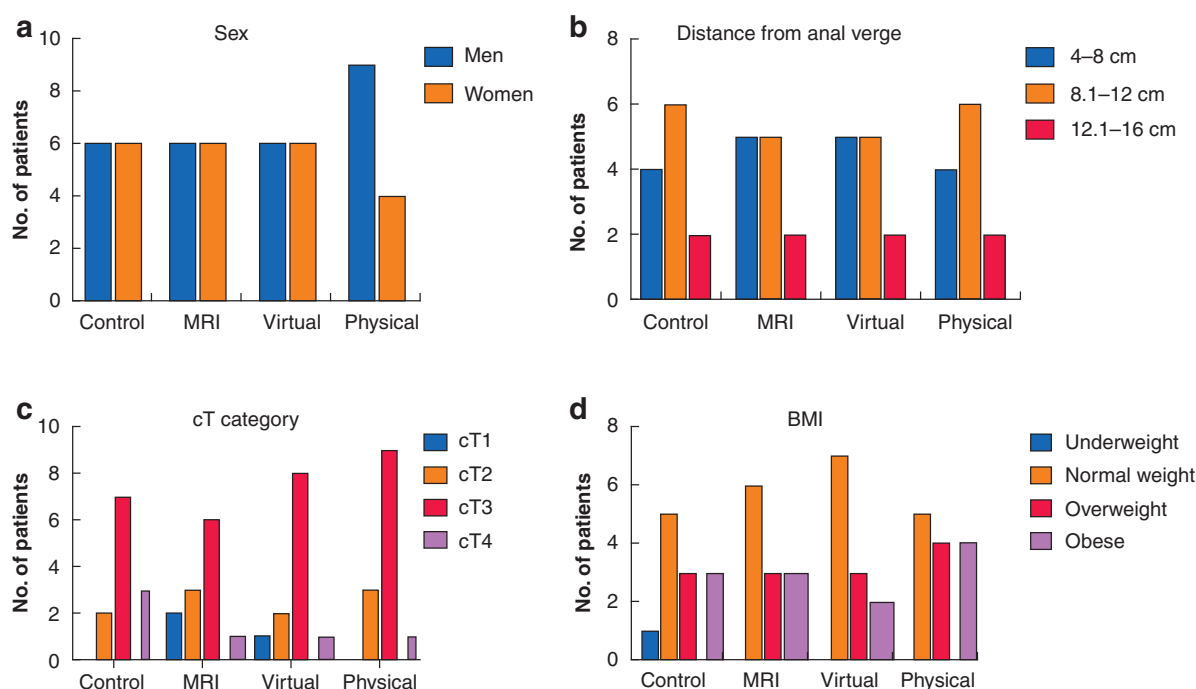 a
Sex
10
8
6
4
2
0
No. of patients
Control MRI Virtual Physical
Men
Women
b
Distance from anal verge
8
6
4
2
0
No. of patients
Control MRI Virtual Physical
4–8 cm
8.1–12 cm
12.1–16 cm
c
cT category
10
8
6
4
2
0
No. of patients
Control MRI Virtual Physical
cT1
cT2
cT3
cT4
d
BMI
8
6
4
2
0
No. of patients
Control MRI Virtual Physical
Underweight
Normal weight
Overweight
Obese